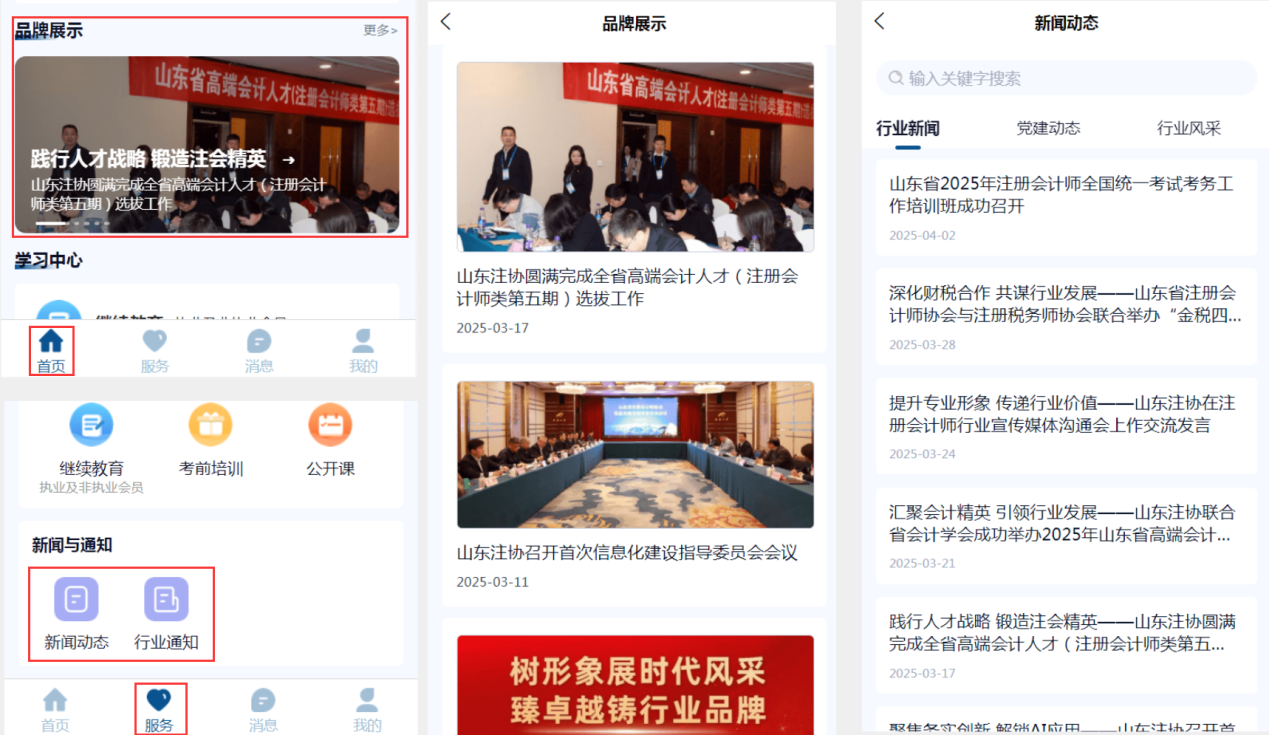 品牌展示
更多>
山东省高端会计人才(注册会计师类第五期)选
践行人才战略 锻造注会精英 →
山东注协圆满完成全省高端会计人才（注册会计
师类第五期）选拔工作
学习中心
首页
服务
消息
我的
继续教育
执业及非执业会员
考前培训
公开课
新闻与通知
新闻动态
行业通知
首页
服务
消息
我的
品牌展示
山东省高端会计人才(注册会计师类第五期)选
山东注协圆满完成全省高端会计人才（注册会
计师类第五期）选拔工作
2025-03-17
山东注协召开首次信息化建设指导委员会会议
2025-03-11
树形象展时代风采
臻卓越铸行业品牌
新闻动态
输入关键字搜索
行业新闻
党建动态
行业风采
山东省2025年注册会计师全国统一考试考务工
作培训班成功召开
2025-04-02
深化财税合作 共谋行业发展——山东省注册会
计师协会与注册税务师协会联合举办“金税四...
2025-03-28
提升专业形象 传递行业价值——山东注协在注
册会计师行业宣传媒体沟通会上作交流发言
2025-03-24
汇聚会计精英 引领行业发展——山东注协联合
省会计学会成功举办2025年山东省高端会计...
2025-03-21
践行人才战略 锻造注会精英——山东注协圆满
完成全省高端会计人才（注册会计师类第五...
2025-03-17
聚焦务实创新 解锁AI应用——山东注协召开首